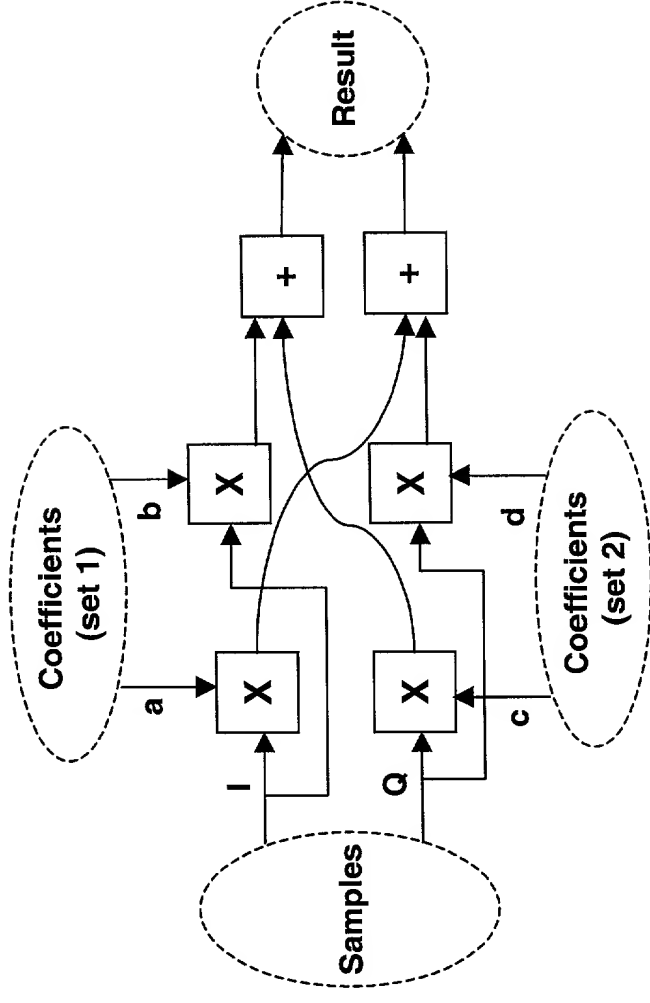 Coefficients
(set 1)
a
b
I
X
X
+
Samples
Result
Q
X
X
+
c
d
Coefficients
(set 2)